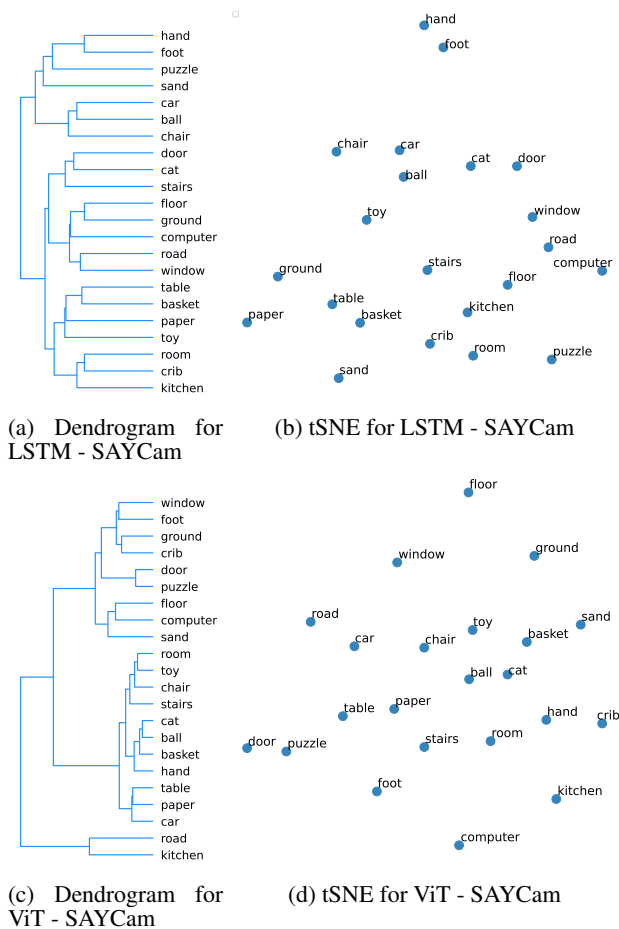 hand
foot
puzzle
sand
car
ball
chair
door
cat
stairs
floor
ground
computer
road
window
table
basket
paper
toy
room
crib
kitchen
hand
foot
chair
car
cat
door
ball
toy
window
road
ground
stairs
computer
floor
table
kitchen
paper
basket
crib
room
puzzle
sand
(a) Dendrogram for
LSTM - SAYCam
(b) tSNE for LSTM - SAYCam
window
foot
ground
crib
door
puzzle
floor
computer
sand
room
toy
chair
stairs
cat
ball
basket
hand
table
paper
car
road
kitchen
floor
window
ground
road
toy
sand
car
chair
basket
ball
cat
table
paper
hand
crib
door
puzzle
stairs
room
foot
kitchen
computer
(c) Dendrogram for
ViT - SAYCam
(d) tSNE for ViT - SAYCam